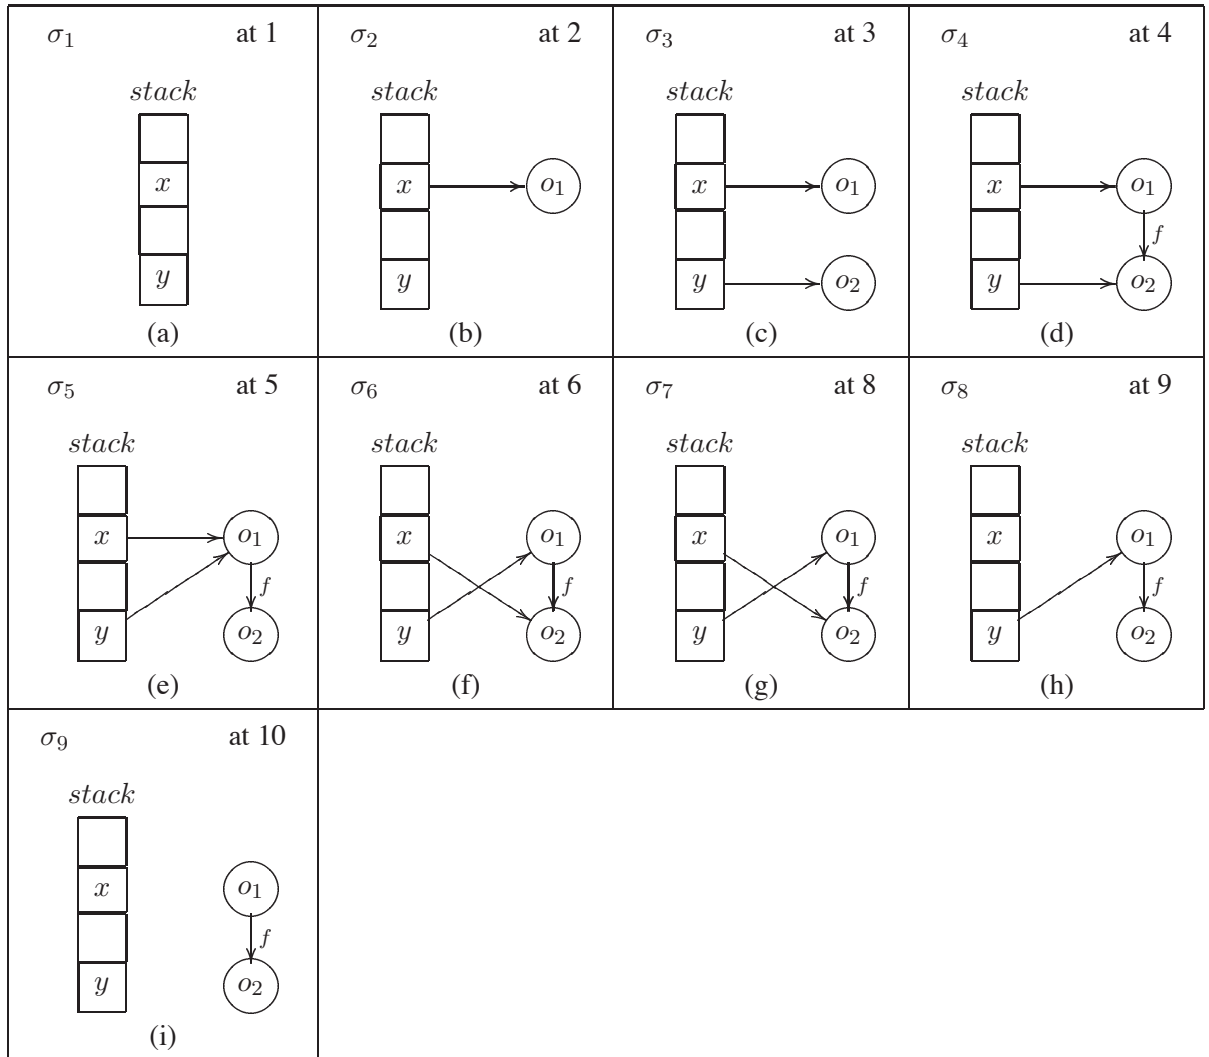 σ1 at 1
stack
x
y
(a)
σ2 at 2
stack
x o1
y
(b)
σ3 at 3
stack
x o1
y o2
(c)
σ4 at 4
stack
x o1
f
y o2
(d)
σ5 at 5
stack
x o1
f
y o2
(e)
σ6 at 6
stack
x o1
f
y o2
(f)
σ7 at 8
stack
x o1
f
y o2
(g)
σ8 at 9
stack
x o1
f
y o2
(h)
σ9 at 10
stack
x o1
f
y o2
(i)